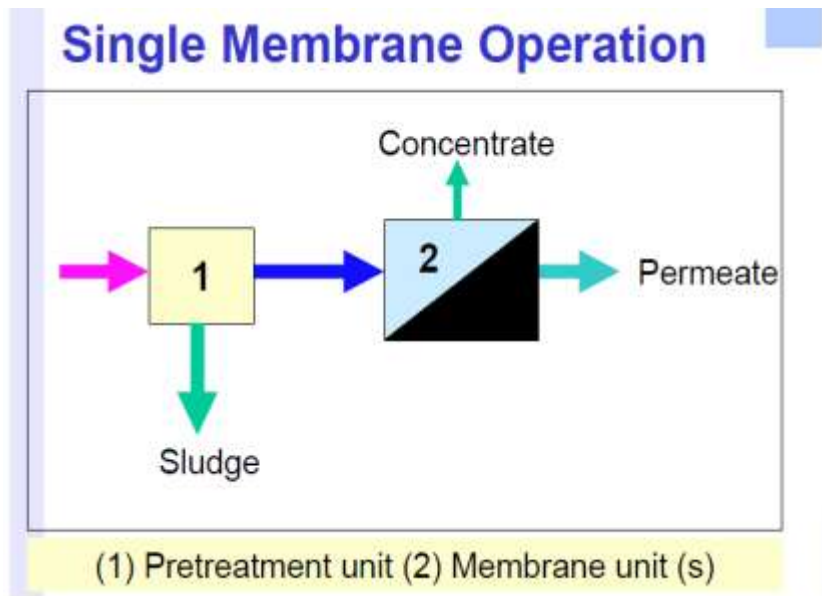 Single Membrane Operation
Concentrate
1
2
Permeate
Sludge
(1) Pretreatment unit (2) Membrane unit (s)